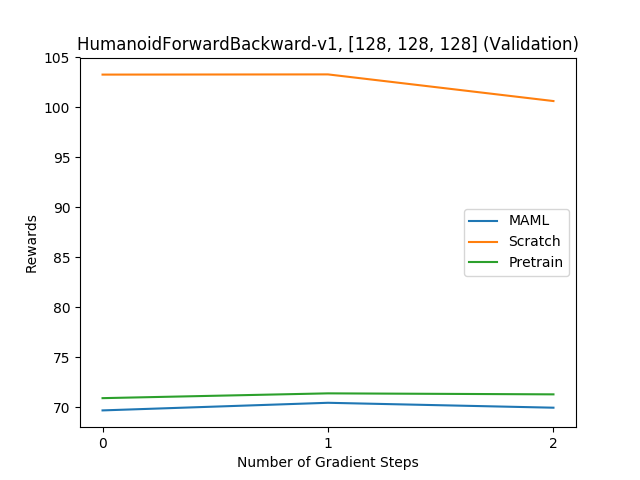 HumanoidForwardBackward-v1, [128, 128, 128] (Validation)
105
100
95
90
85
80
75
70
Rewards
MAML
Scratch
Pretrain
0
1
2
Number of Gradient Steps